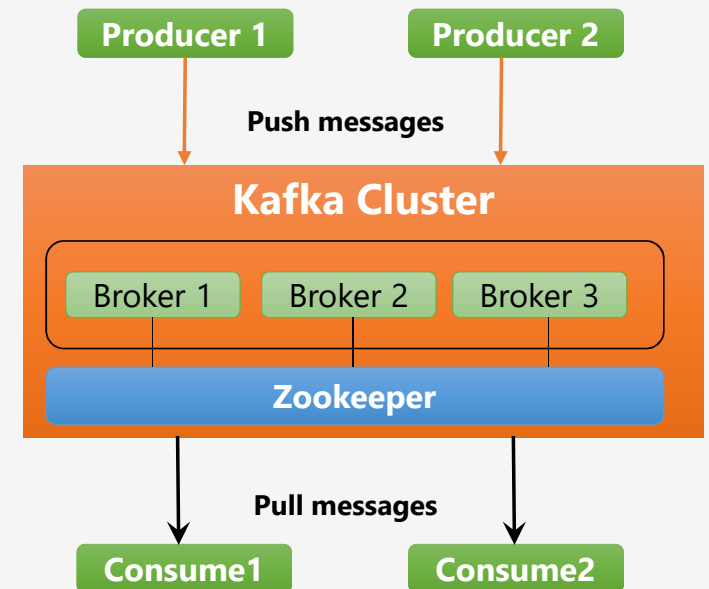 Producer 1
Producer 2
Push messages
Kafka Cluster
Broker 1
Broker 2
Broker 3
Zookeeper
Pull messages
Consume1
Consume2